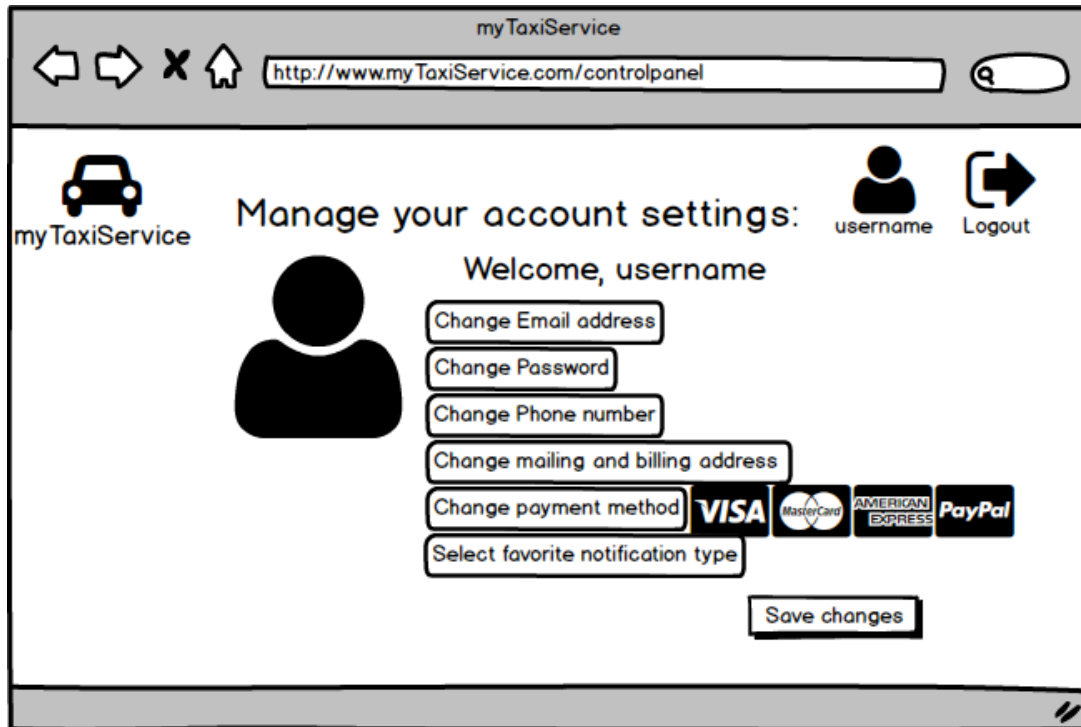 myTaxiService
http://www.myTaxiService.com/controlpanel
myTaxiService
Manage your account settings:
username
Logout
Welcome, username
Change Email address
Change Password
Change Phone number
Change mailing and billing address
Change payment method VISA MasterCard AMERICAN EXPRESS PayPal
Select favorite notification type
Save changes